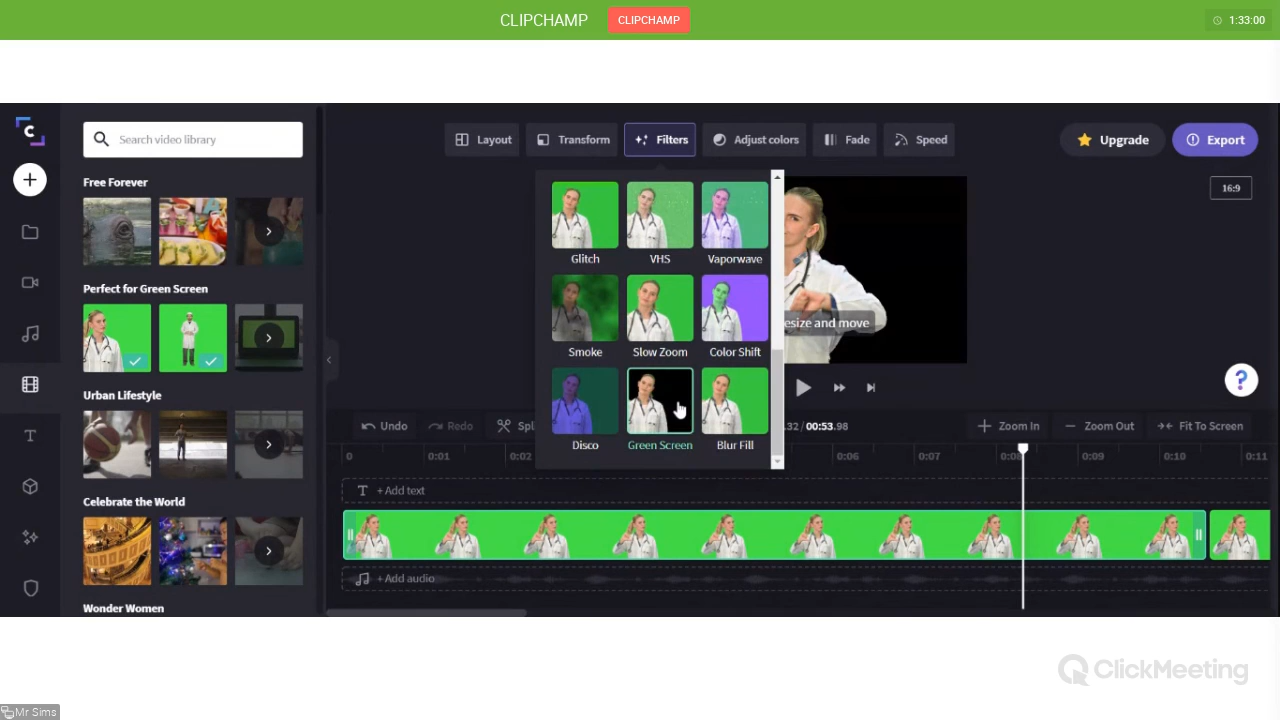 CLIPCHAMP CLIPCHAMP 1:33:00
Search video library
Layout Transform Filters Adjust colors Fade Speed Upgrade Export
Free Forever
16:9
Glitch VHS Vaporwave
Perfect for Green Screen
esize and move
Smoke Slow Zoom Color Shift
?
Urban Lifestyle
Undo Redo Spl .32 / 00:53.98 Zoom In Zoom Out Fit To Screen
Disco Green Screen Blur Fill
0 0:01 0:02 0:06 0:07 0:08 0:09 0:10 0:11
T + Add text
Celebrate the World
+ Add audio
Wonder Women
ClickMeeting
Mr Sims